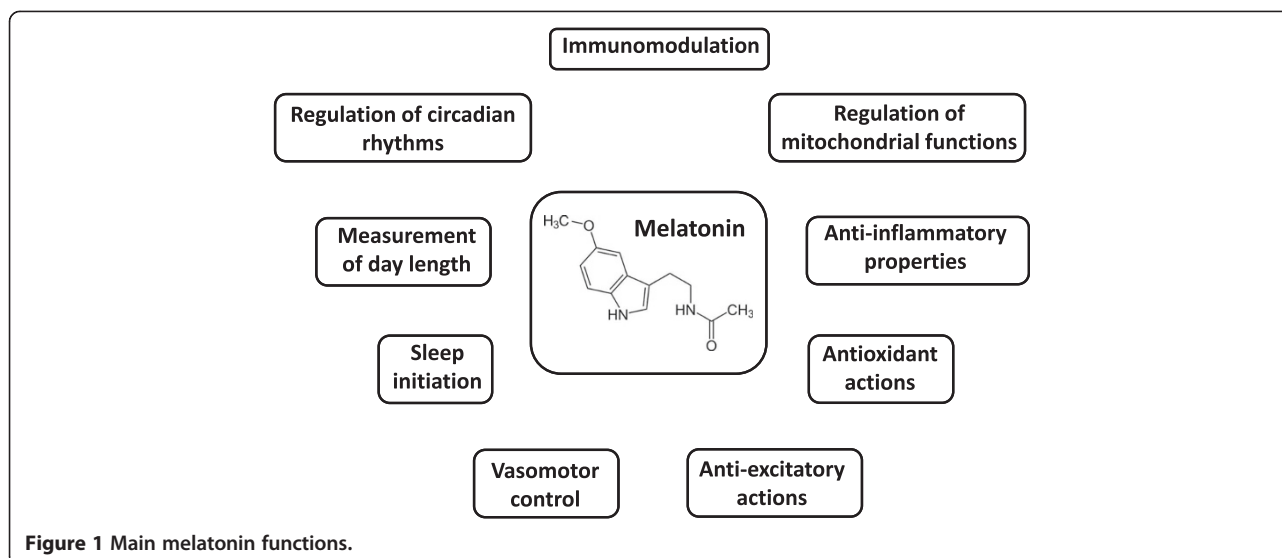 Immunomodulation
Regulation of circadian
rhythms
Regulation of
mitochondrial functions
Measurement
of day length
H₃C
O
Melatonin
HN
HN
CH₃
O
Anti-inflammatory
properties
Sleep
initiation
Antioxidant
actions
Vasomotor
control
Anti-excitatory
actions
Figure 1 Main melatonin functions.